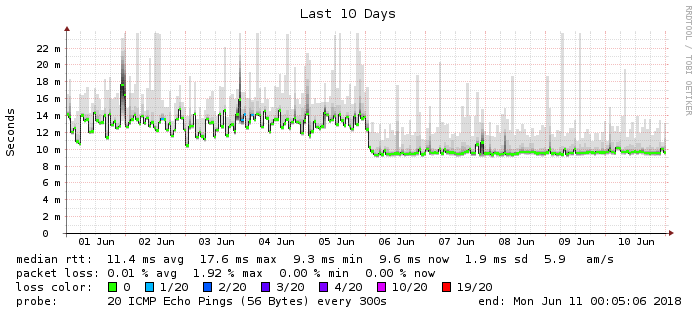 Last 10 Days
RRDTOOL / TOBI OETIKER
Seconds
22 m
20 m
18 m
16 m
14 m
12 m
10 m
8 m
6 m
4 m
2 m
0
01 Jun 02 Jun 03 Jun 04 Jun 05 Jun 06 Jun 07 Jun 08 Jun 09 Jun 10 Jun
median rtt: 11.4 ms avg 17.6 ms max 9.3 ms min 9.6 ms now 1.9 ms sd 5.9 am/s
packet loss: 0.01 % avg 1.92 % max 0.00 % min 0.00 % now
loss color: 0 1/20 2/20 3/20 4/20 10/20 19/20
probe: 20 ICMP Echo Pings (56 Bytes) every 300s end: Mon Jun 11 00:05:06 2018